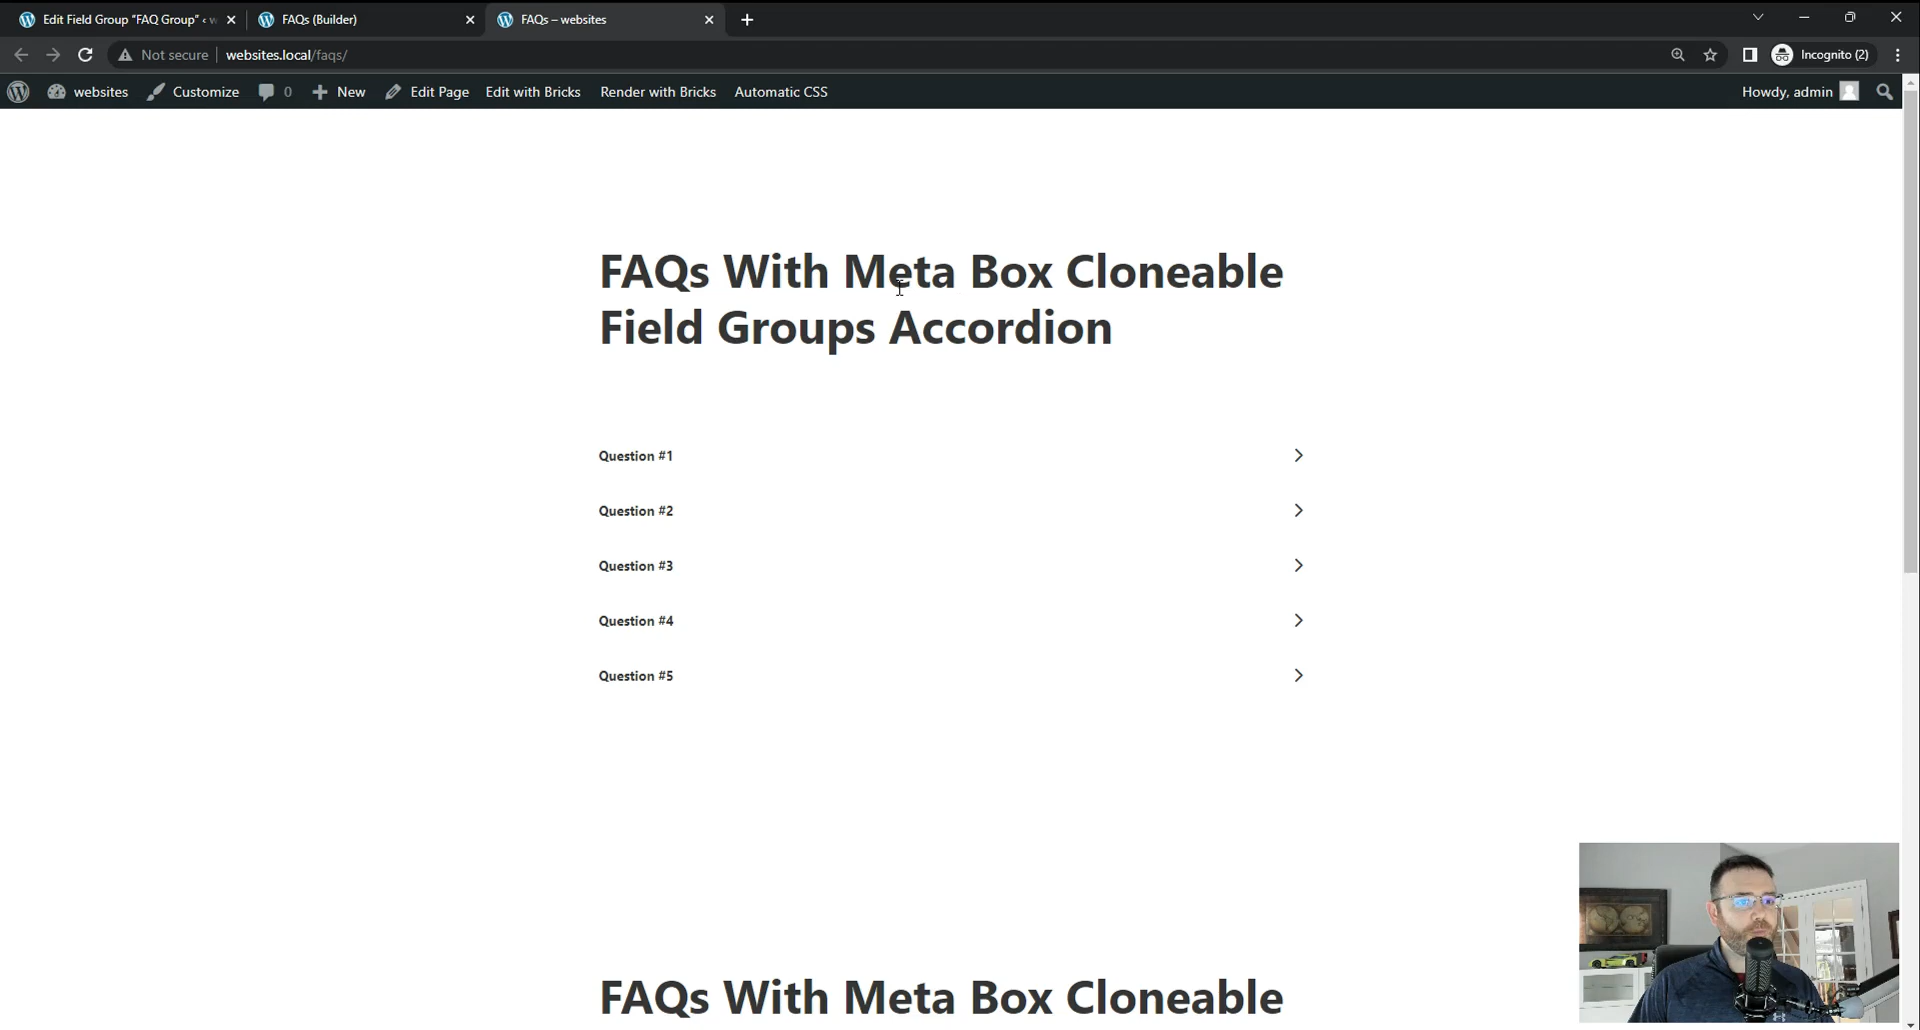 Edit Field Group "FAQ Group" ‹ w
FAQs (Builder)
FAQs – websites
Not secure
websites.local/faqs/
Incognito (2)
websites
Customize
0
New
Edit Page
Edit with Bricks
Render with Bricks
Automatic CSS
Howdy, admin
FAQs With Meta Box Cloneable
Field Groups Accordion
Question #1
Question #2
Question #3
Question #4
Question #5
FAQs With Meta Box Cloneable